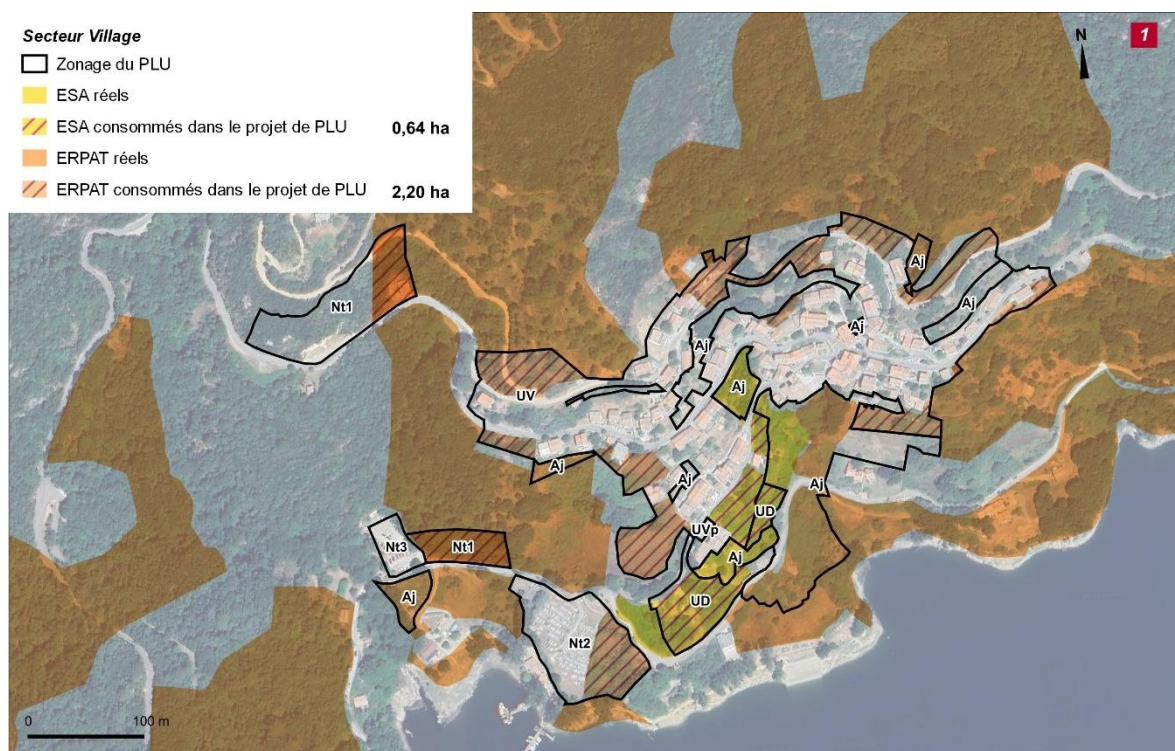 Secteur Village
Zonage du PLU
ESA réels
ESA consommés dans le projet de PLU 0,64 ha
ERPAT réels
ERPAT consommés dans le projet de PLU 2,20 ha
1
N
Aj
Nt1
Aj
Aj
Aj
Aj
UV
Aj
Aj
Aj
UD
UVp
Nt3
Nt1
Aj
Aj
UD
Nt2
0 100 m